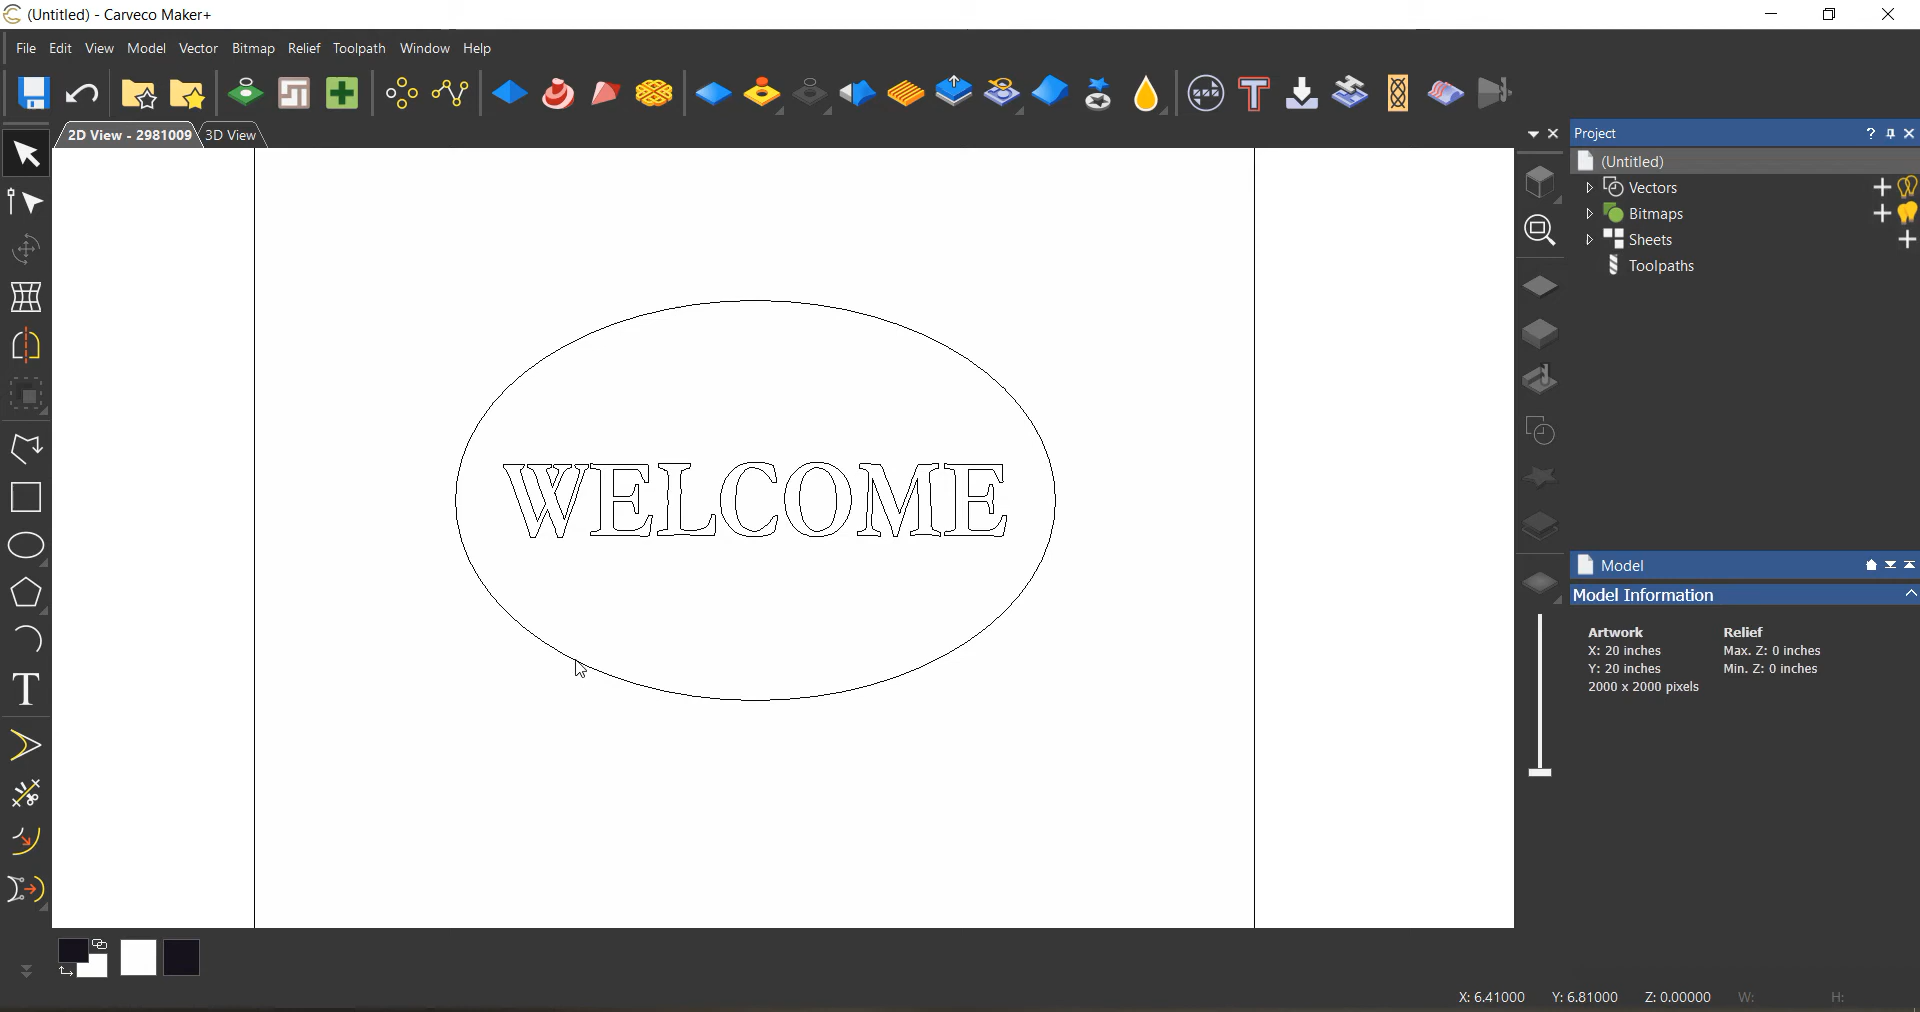 (Untitled) - Carveco Maker+
File Edit View Model Vector Bitmap Relief Toolpath Window Help
2D View - 2981009 3D View
Project
(Untitled)
Vectors
Bitmaps
Sheets
Toolpaths
WELCOME
T
Model
Model Information
Artwork Relief
X: 20 inches Max. Z: 0 inches
Y: 20 inches Min. Z: 0 inches
2000 x 2000 pixels
X: 6.41000 Y: 6.81000 Z: 0.00000 W: H: